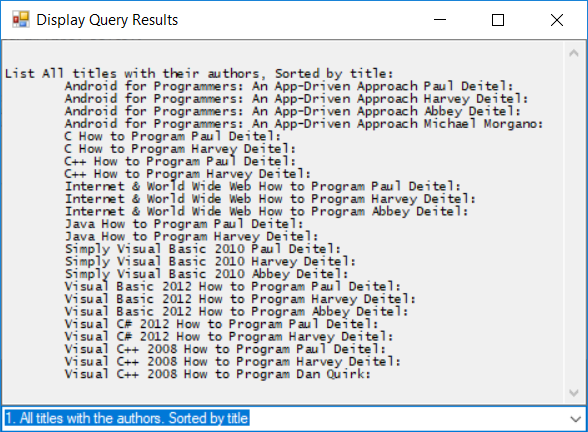 Display Query Results
List All titles with their authors, Sorted by title:
Android for Programmers: An App-Driven Approach Paul Deitel:
Android for Programmers: An App-Driven Approach Harvey Deitel:
Android for Programmers: An App-Driven Approach Abbey Deitel:
Android for Programmers: An App-Driven Approach Michael Morgano:
C How to Program Paul Deitel:
C How to Program Harvey Deitel:
C++ How to Program Paul Deitel:
C++ How to Program Harvey Deitel:
Internet & World Wide Web How to Program Paul Deitel:
Internet & World Wide Web How to Program Harvey Deitel:
Internet & World Wide Web How to Program Abbey Deitel:
Java How to Program Paul Deitel:
Java How to Program Harvey Deitel:
Simply Visual Basic 2010 Paul Deitel:
Simply Visual Basic 2010 Harvey Deitel:
Simply Visual Basic 2010 Abbey Deitel:
Visual Basic 2012 How to Program Paul Deitel:
Visual Basic 2012 How to Program Harvey Deitel:
Visual Basic 2012 How to Program Abbey Deitel:
Visual C# 2012 How to Program Paul Deitel:
Visual C# 2012 How to Program Harvey Deitel:
Visual C++ 2008 How to Program Paul Deitel:
Visual C++ 2008 How to Program Harvey Deitel:
Visual C++ 2008 How to Program Dan Quirk:
1. All titles with the authors. Sorted by title